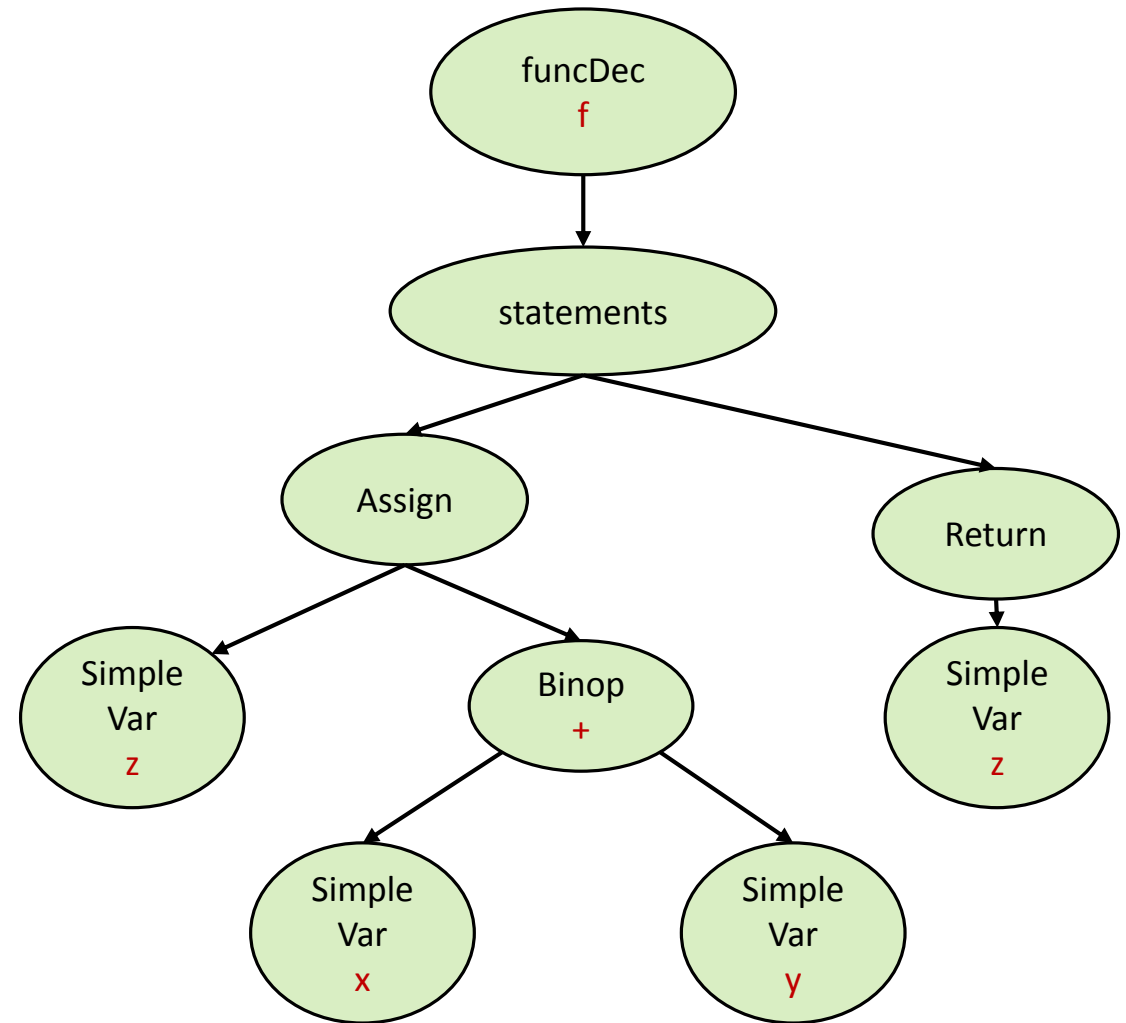 funcDec
f
statements
Assign
Return
Simple
Var
z
Binop
+
Simple
Var
z
Simple
Var
x
Simple
Var
y